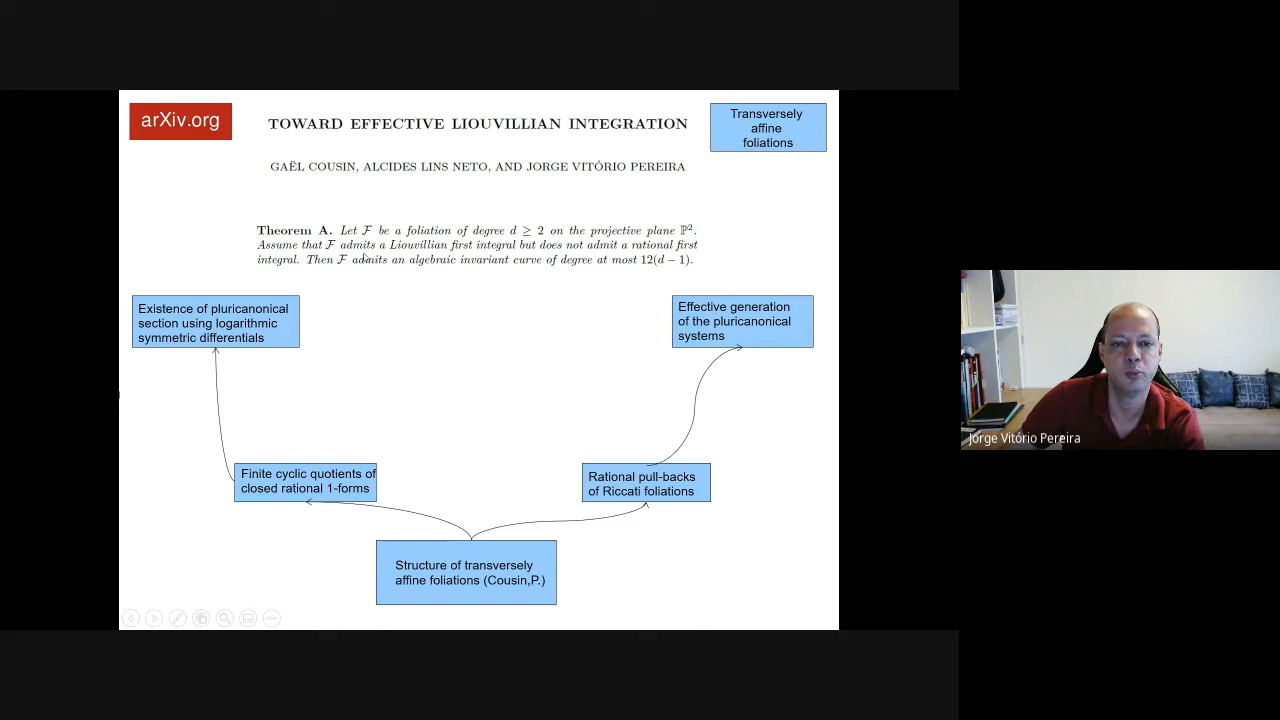 arXiv.org
TOWARD EFFECTIVE LIOUVILLIAN INTEGRATION
Transversely
affine
foliations
GAËL COUSIN, ALCIDES LINS NETO, AND JORGE VITÓRIO PEREIRA
Theorem A. Let F be a foliation of degree d ≥ 2 on the projective plane ℙ².
Assume that F admits a Liouvillian first integral but does not admit a rational first
integral. Then F admits an algebraic invariant curve of degree at most 12(d − 1).
Existence of pluricanonical
section using logarithmic
symmetric differentials
Effective generation
of the pluricanonical
systems
Finite cyclic quotients of
closed rational 1-forms
Rational pull-backs
of Riccati foliations
Structure of transversely
affine foliations (Cousin,P.)
Jorge Vitório Pereira